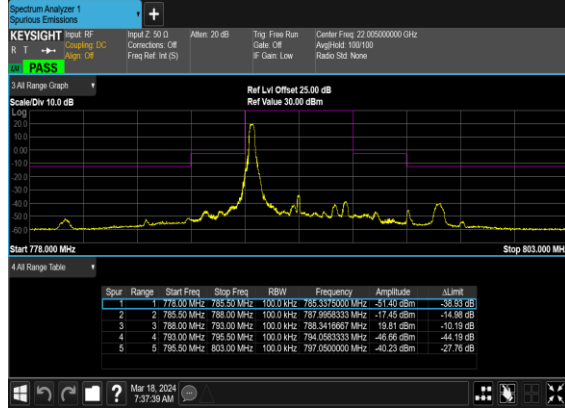 Spectrum Analyzer 1
Spurious Emissions
KEYSIGHT
R T
Input: RF
Coupling: DC
Align: Off
Input Z: 50 Ω
Corrections: Off
Freq Ref: Int (S)
Atten: 20 dB
Trig: Free Run
Gate: Off
IF Gain: Low
Center Freq: 22.005000000 GHz
Avg|Hold: 100/100
Radio Std: None
PASS
3 All Range Graph
Scale/Div 10.0 dB
Ref Lvl Offset 25.00 dB
Ref Value 30.00 dBm
Log
20.0
10.0
0.00
-10.0
-20.0
-30.0
-40.0
-50.0
-60.0
Start 778.000 MHz
Stop 803.000 MH
4 All Range Table
Spur Range Start Freq Stop Freq RBW Frequency Amplitude ΔLimit
1 1 778.00 MHz 785.50 MHz 100.0 kHz 785.3375000 MHz -51.40 dBm -38.93 dB
2 2 785.50 MHz 788.00 MHz 100.0 kHz 787.9958333 MHz -17.45 dBm -14.98 dB
3 3 788.00 MHz 793.00 MHz 100.0 kHz 788.3416667 MHz 19.81 dBm -10.19 dB
4 4 793.00 MHz 795.50 MHz 100.0 kHz 794.0583333 MHz -46.66 dBm -44.19 dB
5 5 795.50 MHz 803.00 MHz 100.0 kHz 797.0500000 MHz -40.23 dBm -27.76 dB
Mar 18, 2024
7:37:39 AM